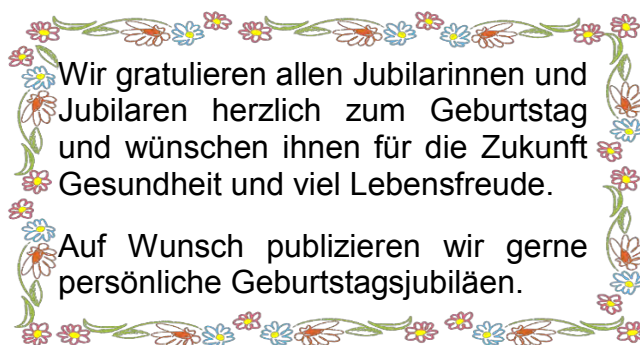 Wir gratulieren allen Jubilarinnen und
Jubilaren herzlich zum Geburtstag
und wünschen ihnen für die Zukunft
Gesundheit und viel Lebensfreude.
Auf Wunsch publizieren wir gerne
persönliche Geburtstagsjubiläen.